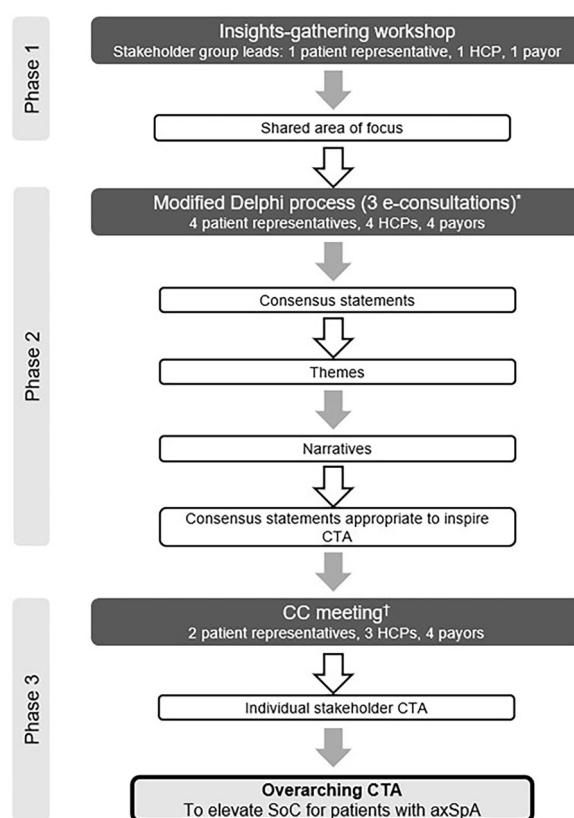 Phase 1
Insights-gathering workshop
Stakeholder group leads: 1 patient representative, 1 HCP, 1 payor
Shared area of focus
Phase 2
Modified Delphi process (3 e-consultations)*
4 patient representatives, 4 HCPs, 4 payors
Consensus statements
Themes
Narratives
Consensus statements appropriate to inspire
CTA
Phase 3
CC meeting†
2 patient representatives, 3 HCPs, 4 payors
Individual stakeholder CTA
Overarching CTA
To elevate SoC for patients with axSpA